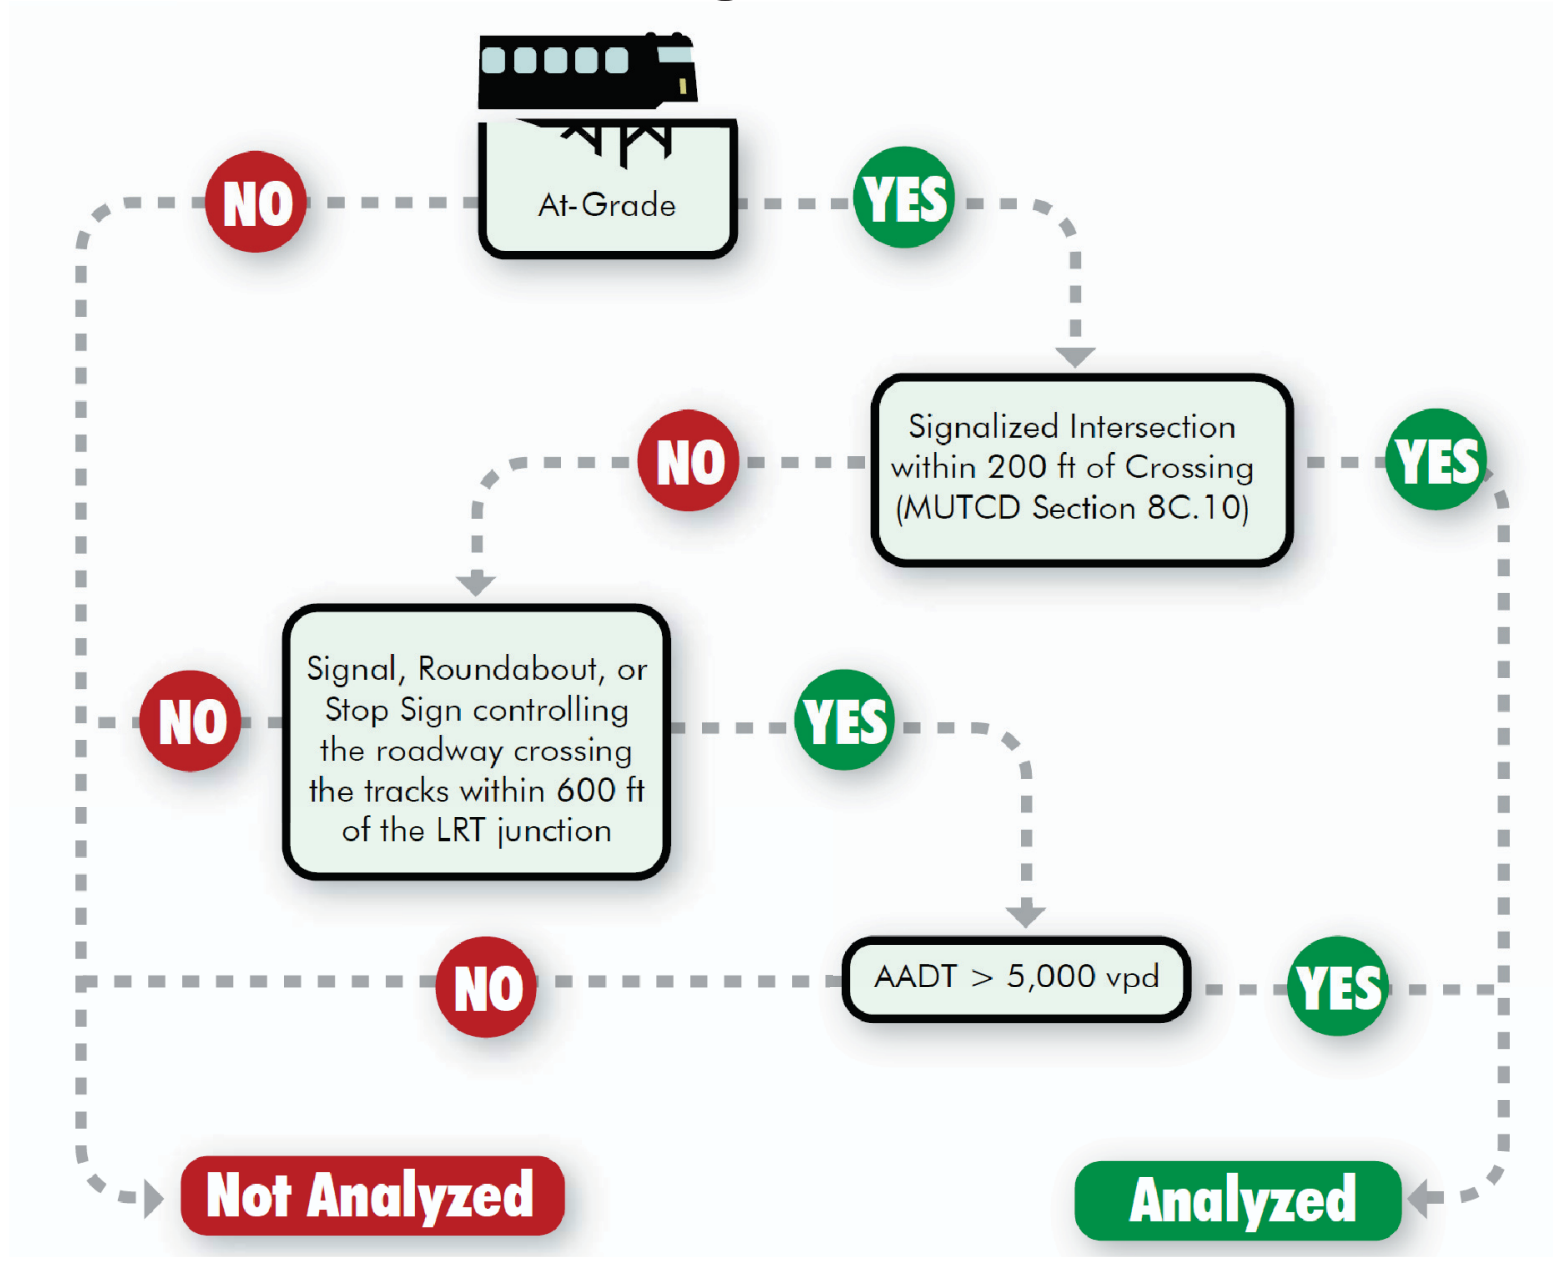 At-Grade
NO
YES
Signalized Intersection
within 200 ft of Crossing
(MUTCD Section 8C.10)
NO
YES
Signal, Roundabout, or
Stop Sign controlling
the roadway crossing
the tracks within 600 ft
of the LRT junction
NO
YES
AADT > 5,000 vpd
NO
YES
Not Analyzed
Analyzed